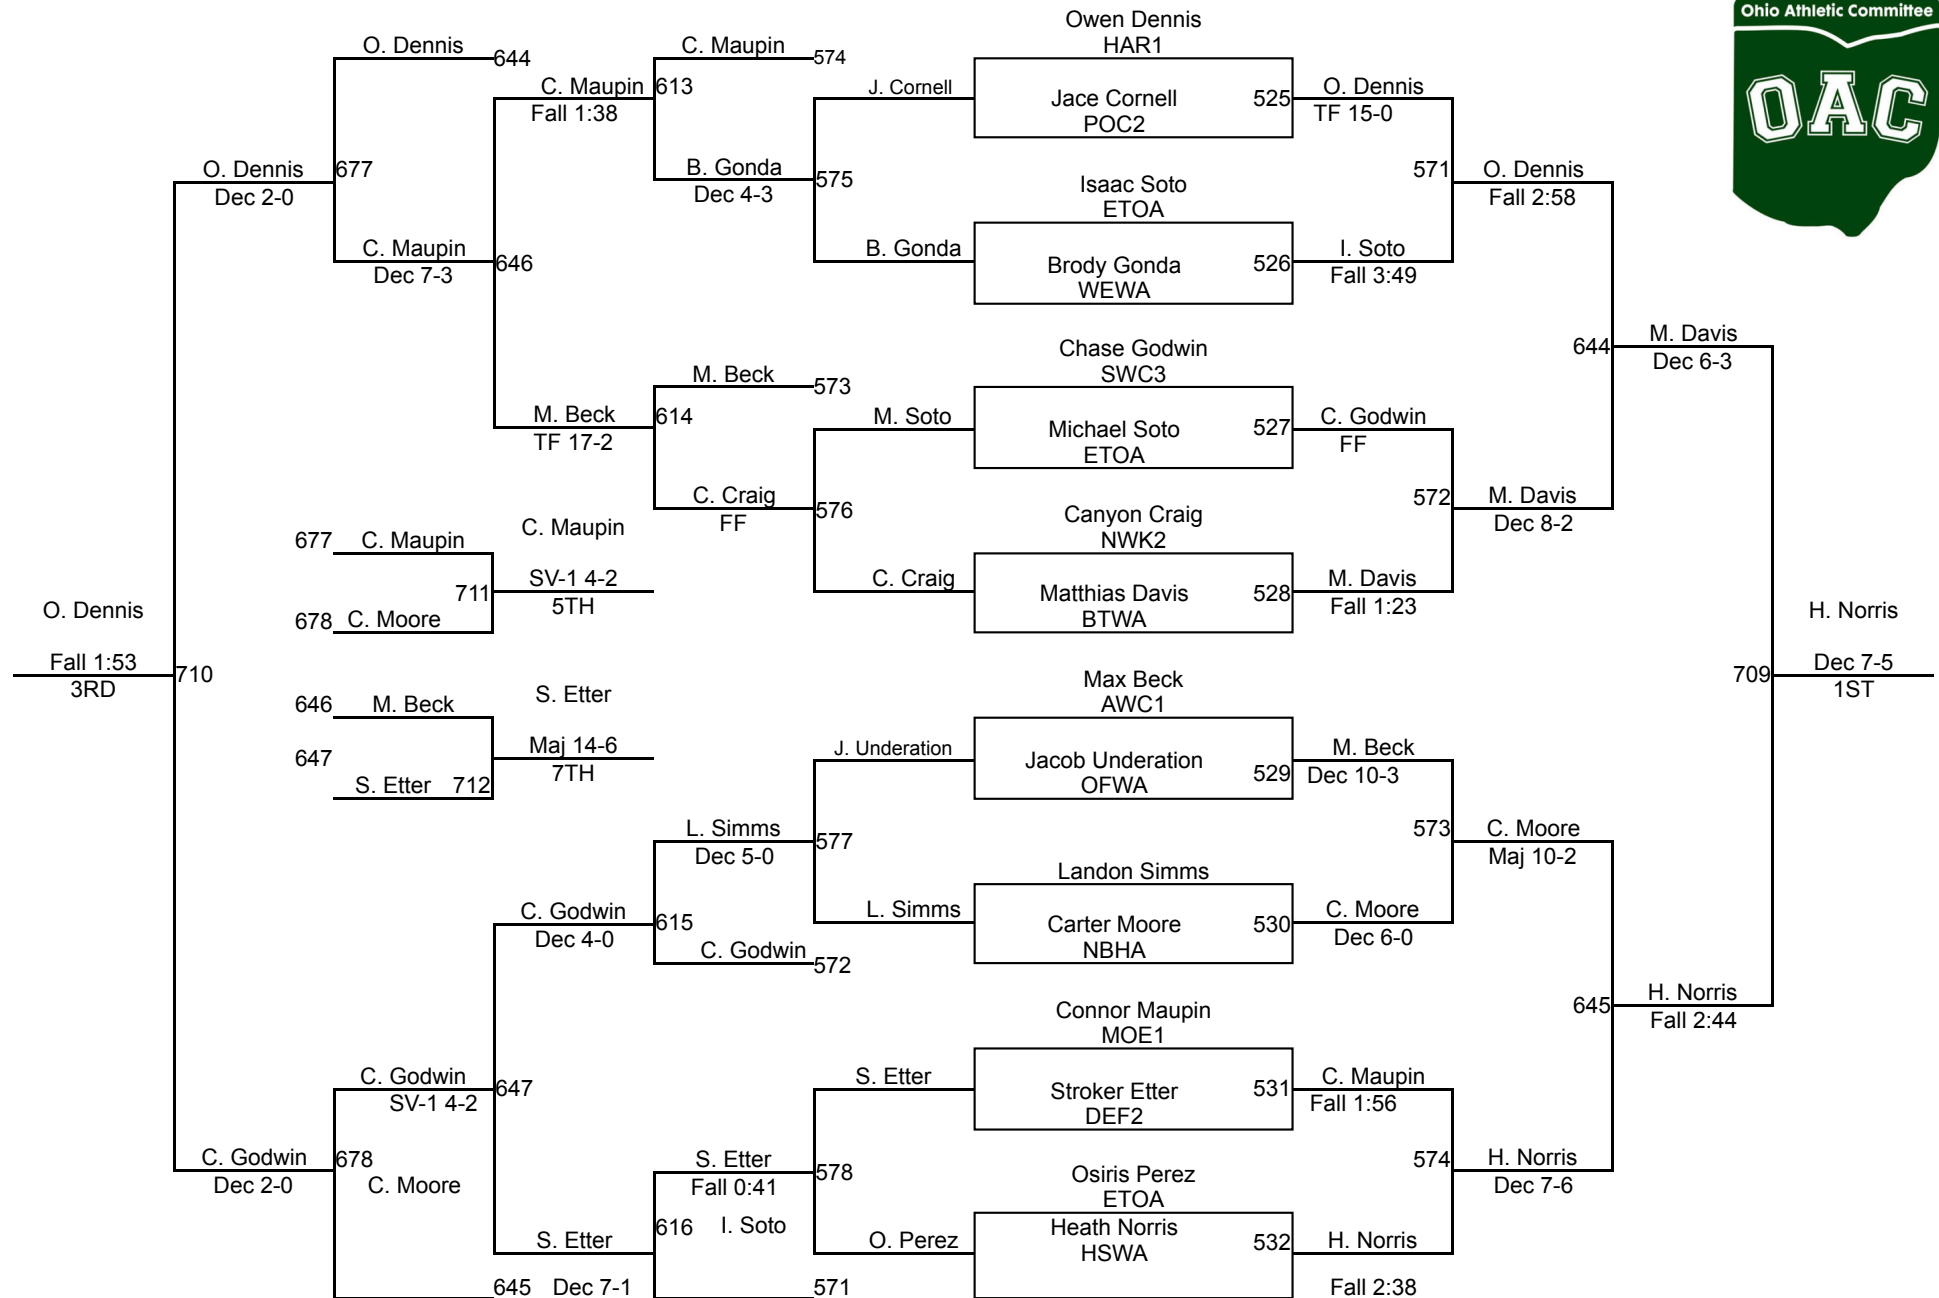 Ohio Athletic Committee
OAC
Owen Dennis
HAR1
O. Dennis
644
C. Maupin
574
C. Maupin
613
Fall 1:38
J. Cornell
Jace Cornell
POC2
525
O. Dennis
TF 15-0
O. Dennis
677
Dec 2-0
B. Gonda
575
Dec 4-3
Isaac Soto
ETOA
571
O. Dennis
Fall 2:58
C. Maupin
646
Dec 7-3
B. Gonda
Brody Gonda
WEWA
526
I. Soto
Fall 3:49
Chase Godwin
SWC3
644
M. Davis
Dec 6-3
M. Beck
573
M. Beck
614
TF 17-2
M. Soto
Michael Soto
ETOA
527
C. Godwin
FF
C. Craig
576
FF
Canyon Craig
NWK2
572
M. Davis
Dec 8-2
677
C. Maupin
C. Maupin
711
SV-1 4-2
5TH
678
C. Moore
C. Craig
Matthias Davis
BTWA
528
M. Davis
Fall 1:23
O. Dennis
Fall 1:53
3RD
710
H. Norris
709
Dec 7-5
1ST
646
M. Beck
S. Etter
647
Maj 14-6
7TH
S. Etter
712
Max Beck
AWC1
J. Underation
Jacob Underation
OFWA
529
M. Beck
Dec 10-3
L. Simms
577
Dec 5-0
573
C. Moore
Maj 10-2
Landon Simms
C. Godwin
615
Dec 4-0
L. Simms
Carter Moore
NBHA
530
C. Moore
Dec 6-0
C. Godwin
572
Connor Maupin
MOE1
645
H. Norris
Fall 2:44
C. Godwin
647
SV-1 4-2
S. Etter
Stroker Etter
DEF2
531
C. Maupin
Fall 1:56
C. Godwin
678
Dec 2-0
C. Moore
S. Etter
578
Fall 0:41
Osiris Perez
ETOA
574
H. Norris
Dec 7-6
S. Etter
616
I. Soto
O. Perez
Heath Norris
HSWA
532
H. Norris
645
Dec 7-1
571
Fall 2:38